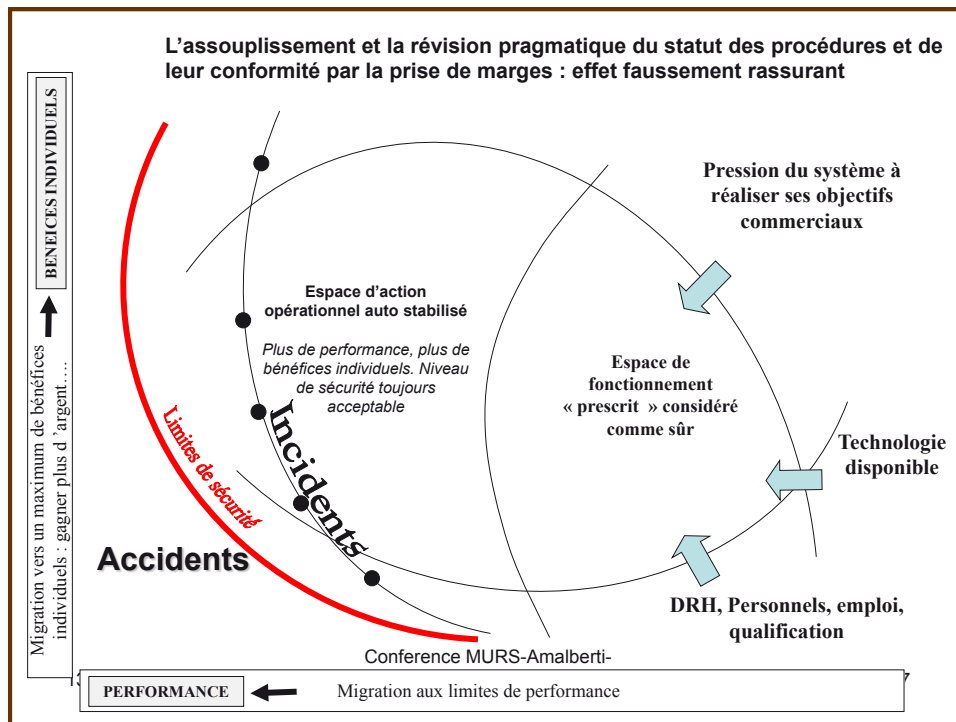 L'assouplissement et la révision pragmatique du statut des procédures et de
leur conformité par la prise de marges : effet faussement rassurant
BENEICES INDIVIDUELS
Migration vers un maximum de bénéfices
individuels : gagner plus d ’argent….
Pression du système à
réaliser ses objectifs
commerciaux
Espace d’action
opérationnel auto stabilisé
Plus de performance, plus de
bénéfices individuels. Niveau
de sécurité toujours
acceptable
Espace de
fonctionnement
« prescrit » considéré
comme sûr
Limites de sécurité
Incidents
Technologie
disponible
Accidents
DRH, Personnels, emploi,
qualification
Conference MURS-Amalberti-
PERFORMANCE
Migration aux limites de performance
7